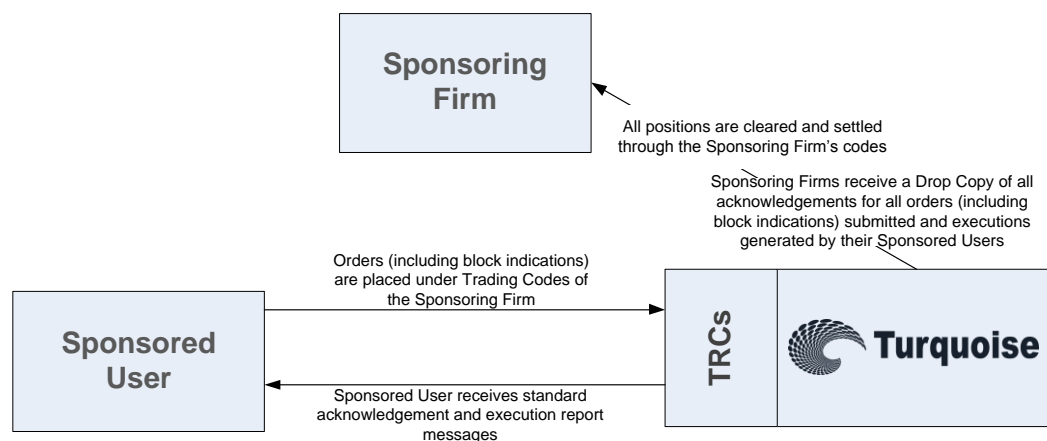 Sponsoring
Firm
All positions are cleared and settled
through the Sponsoring Firm's codes
Sponsoring Firms receive a Drop Copy of all
acknowledgements for all orders (including
block indications) submitted and executions
generated by their Sponsored Users
Orders (including block indications)
are placed under Trading Codes of
the Sponsoring Firm
Sponsored
User
TRCs
Turquoise
Sponsored User receives standard
acknowledgement and execution report
messages